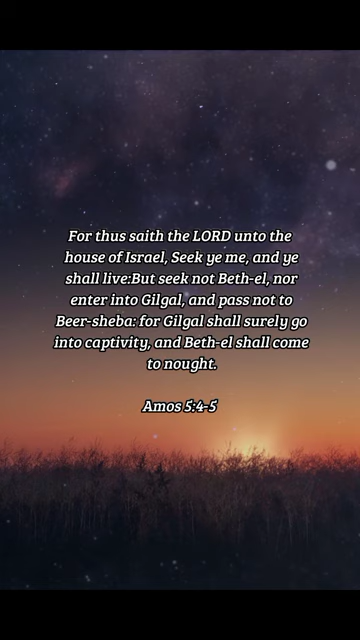 For thus saith the LORD unto the
house of Israel, Seek ye me, and ye
shall live:But seek not Beth-el, nor
enter into Gilgal, and pass not to
Beer-sheba: for Gilgal shall surely go
into captivity, and Beth-el shall come
to nought.
Amos 5:4-5